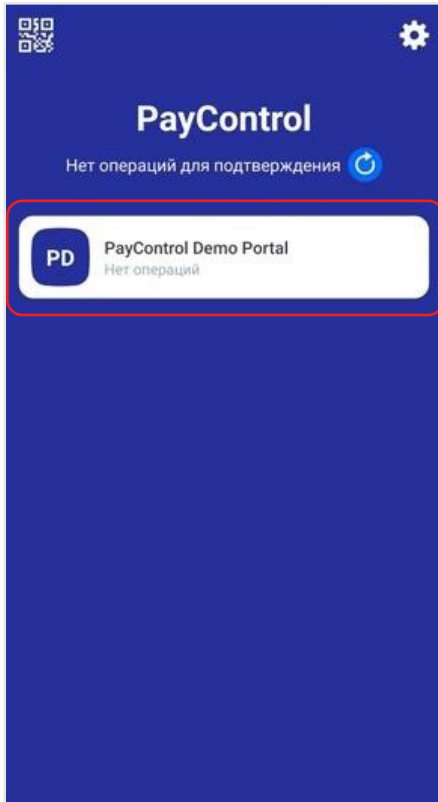 PayControl
Нет операций для подтверждения
PD
PayControl Demo Portal
Нет операций